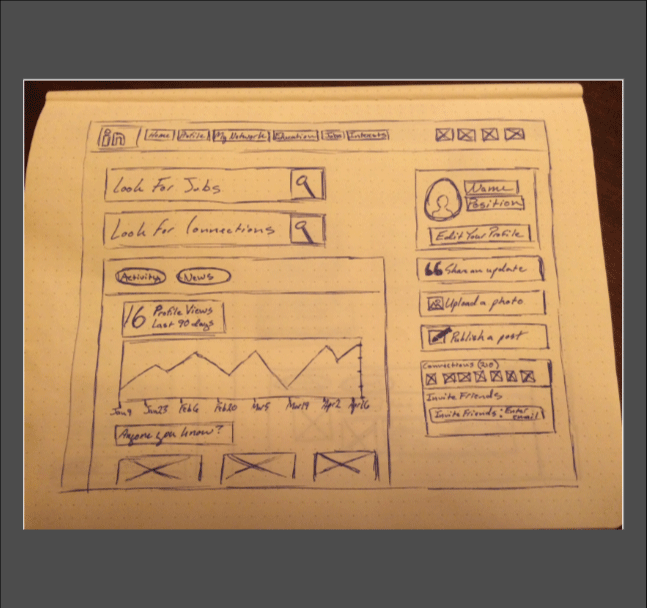 in Home Profile My Network Education Jobs Interests
Look For Jobs
Look For Connections
Name
Position
Edit Your Profile
Activity News
Share an update
16 Profile Views
Last 90 days
Upload a photo
Publish a post
Connections (210)
Invite Friends
Invite Friends: Enter
email
Jan 9 Jan 23 Feb 6 Feb 20 Mar 5 Mar 19 Apr 2 Apr 16
Anyone you know?